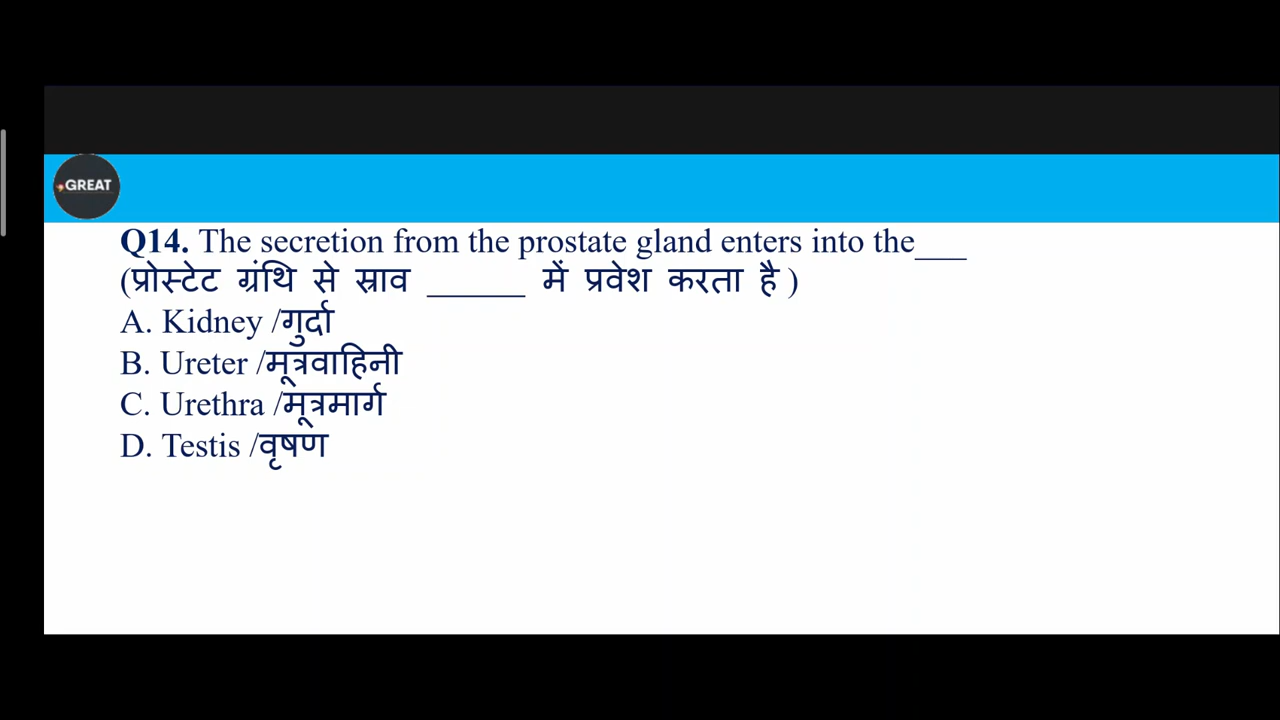 GREAT
Q14. The secretion from the prostate gland enters into the___
(प्रोस्टेट ग्रंथि से स्राव ______ में प्रवेश करता है )
A. Kidney /गुर्दा
B. Ureter /मूत्रवाहिनी
C. Urethra /मूत्रमार्ग
D. Testis /वृषण